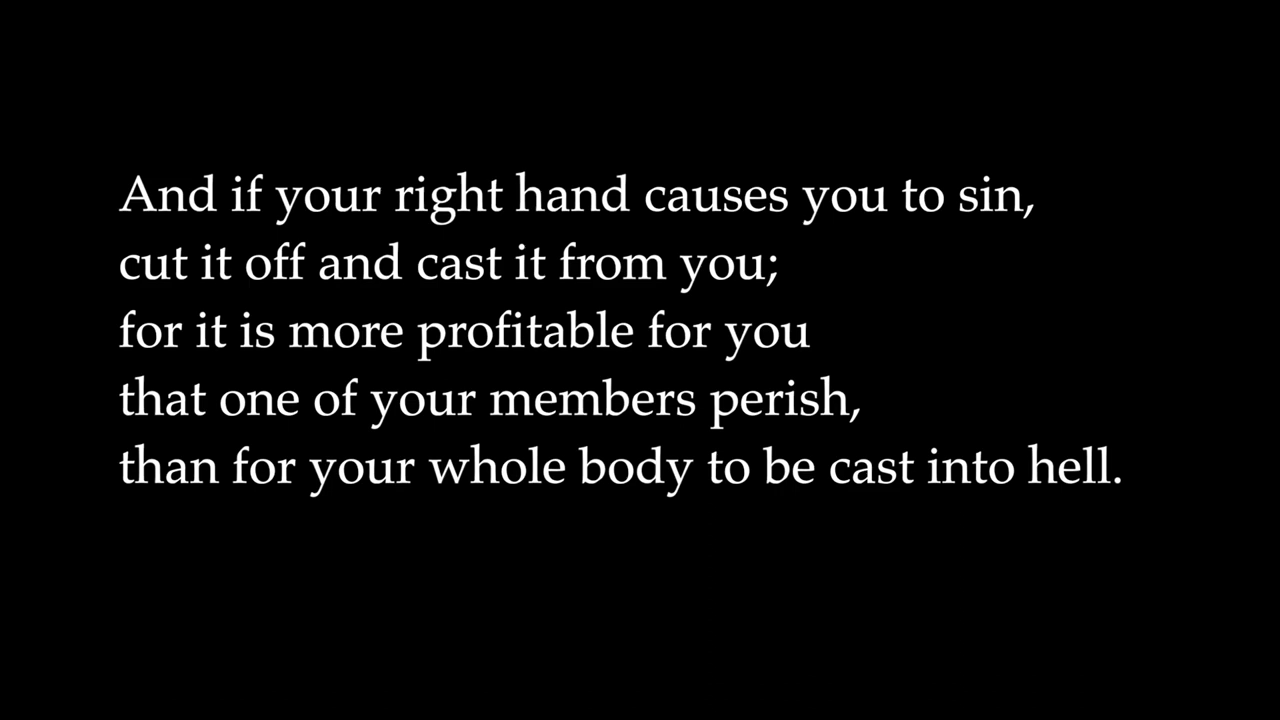 And if your right hand causes you to sin,
cut it off and cast it from you;
for it is more profitable for you
that one of your members perish,
than for your whole body to be cast into hell.